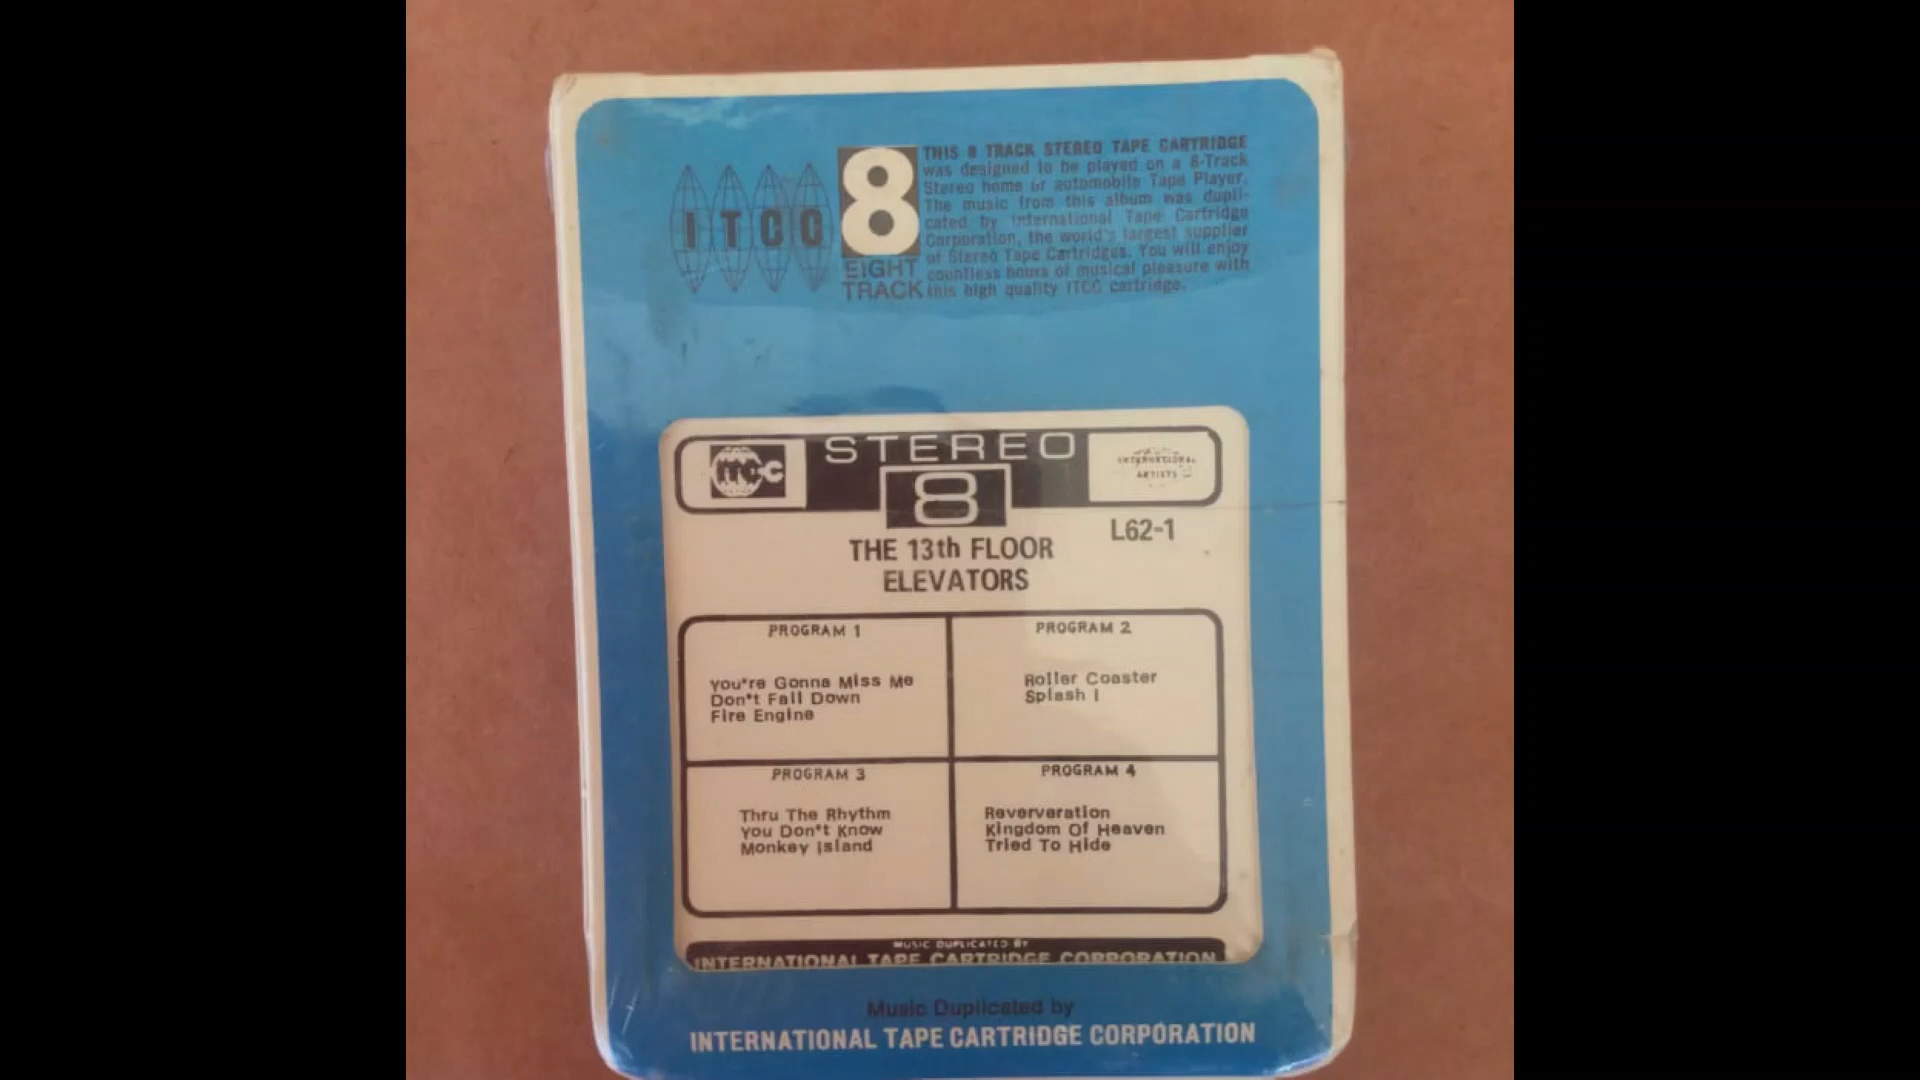 ITCC
8
EIGHT
TRACK
THIS 8 TRACK STEREO TAPE CARTRIDGE
was designed to be played on a 8-Track
Stereo home or automobile Tape Player.
The music from this album was dupli-
cated by International Tape Cartridge
Corporation, the world's largest supplier
of Stereo Tape Cartridges. You will enjoy
countless hours of musical pleasure with
this high quality ITCC cartridge.
itcc
STEREO
8
INTERNATIONAL
ARTISTS
L62-1
THE 13th FLOOR
ELEVATORS
PROGRAM 1
You're Gonna Miss Me
Don't Fall Down
Fire Engine
PROGRAM 2
Roller Coaster
Splash I
PROGRAM 3
Thru The Rhythm
You Don't Know
Monkey Island
PROGRAM 4
Reververation
Kingdom Of Heaven
Tried To Hide
MUSIC DUPLICATED BY
INTERNATIONAL TAPE CARTRIDGE CORPORATION
Music Duplicated by
INTERNATIONAL TAPE CARTRIDGE CORPORATION